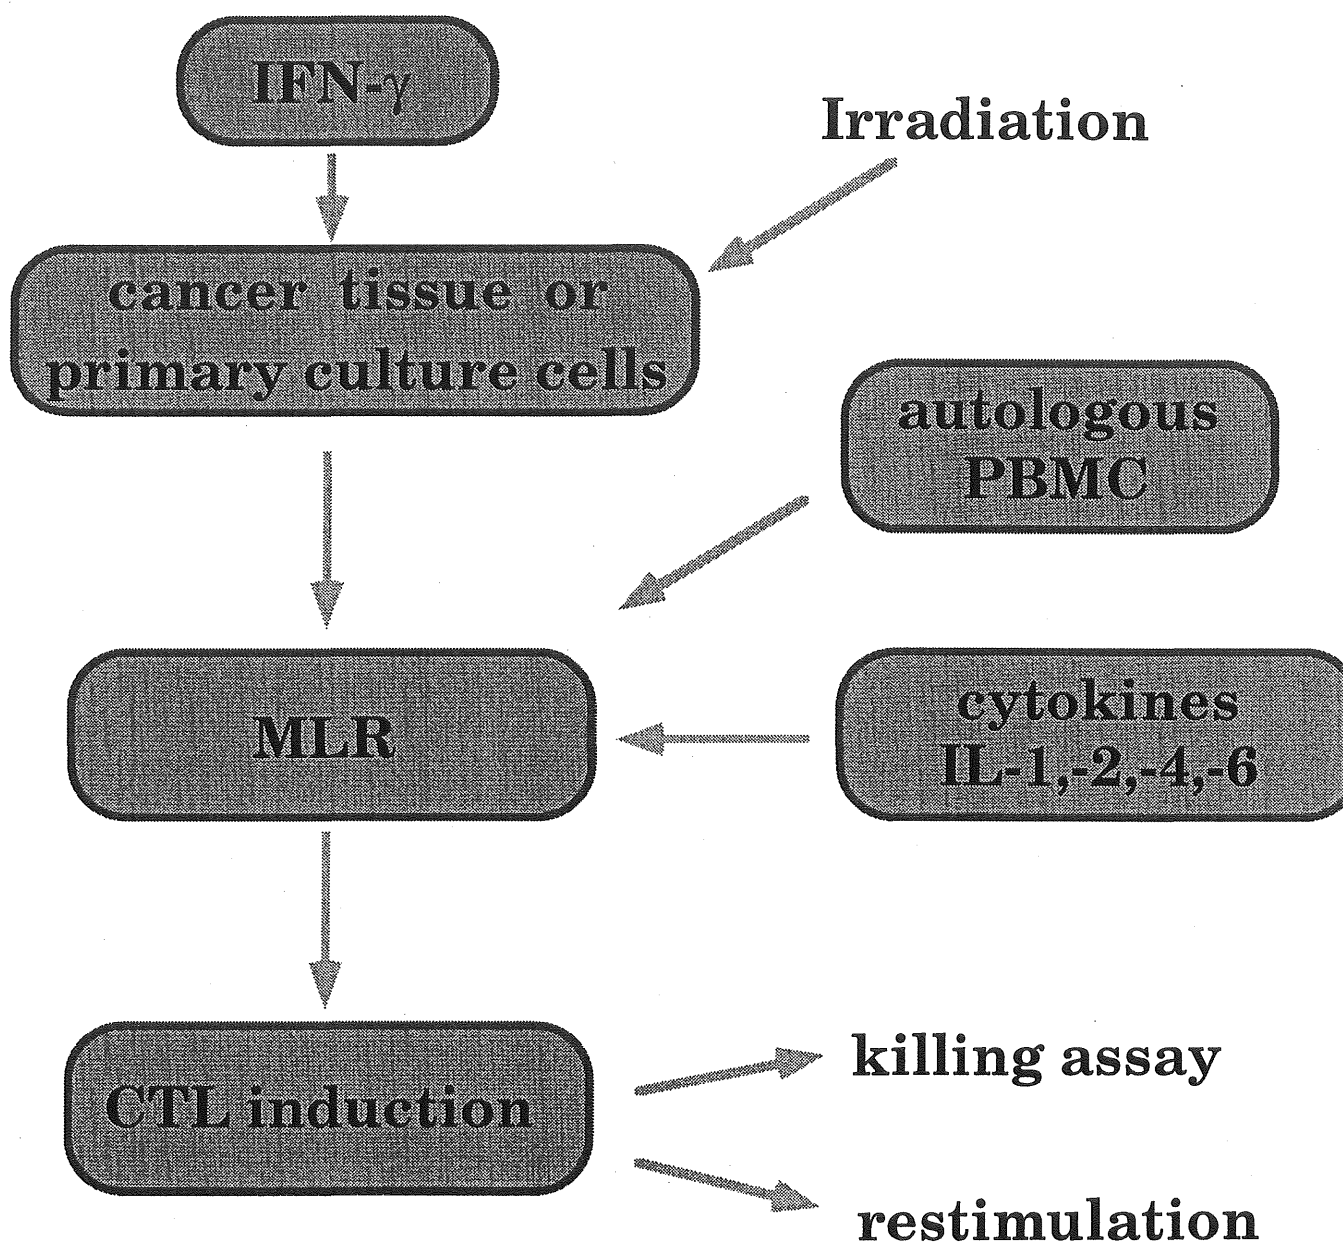 IFN-γ
Irradiation
cancer tissue or
primary culture cells
autologous
PBMC
MLR
cytokines
IL-1,-2,-4,-6
CTL induction
killing assay
restimulation